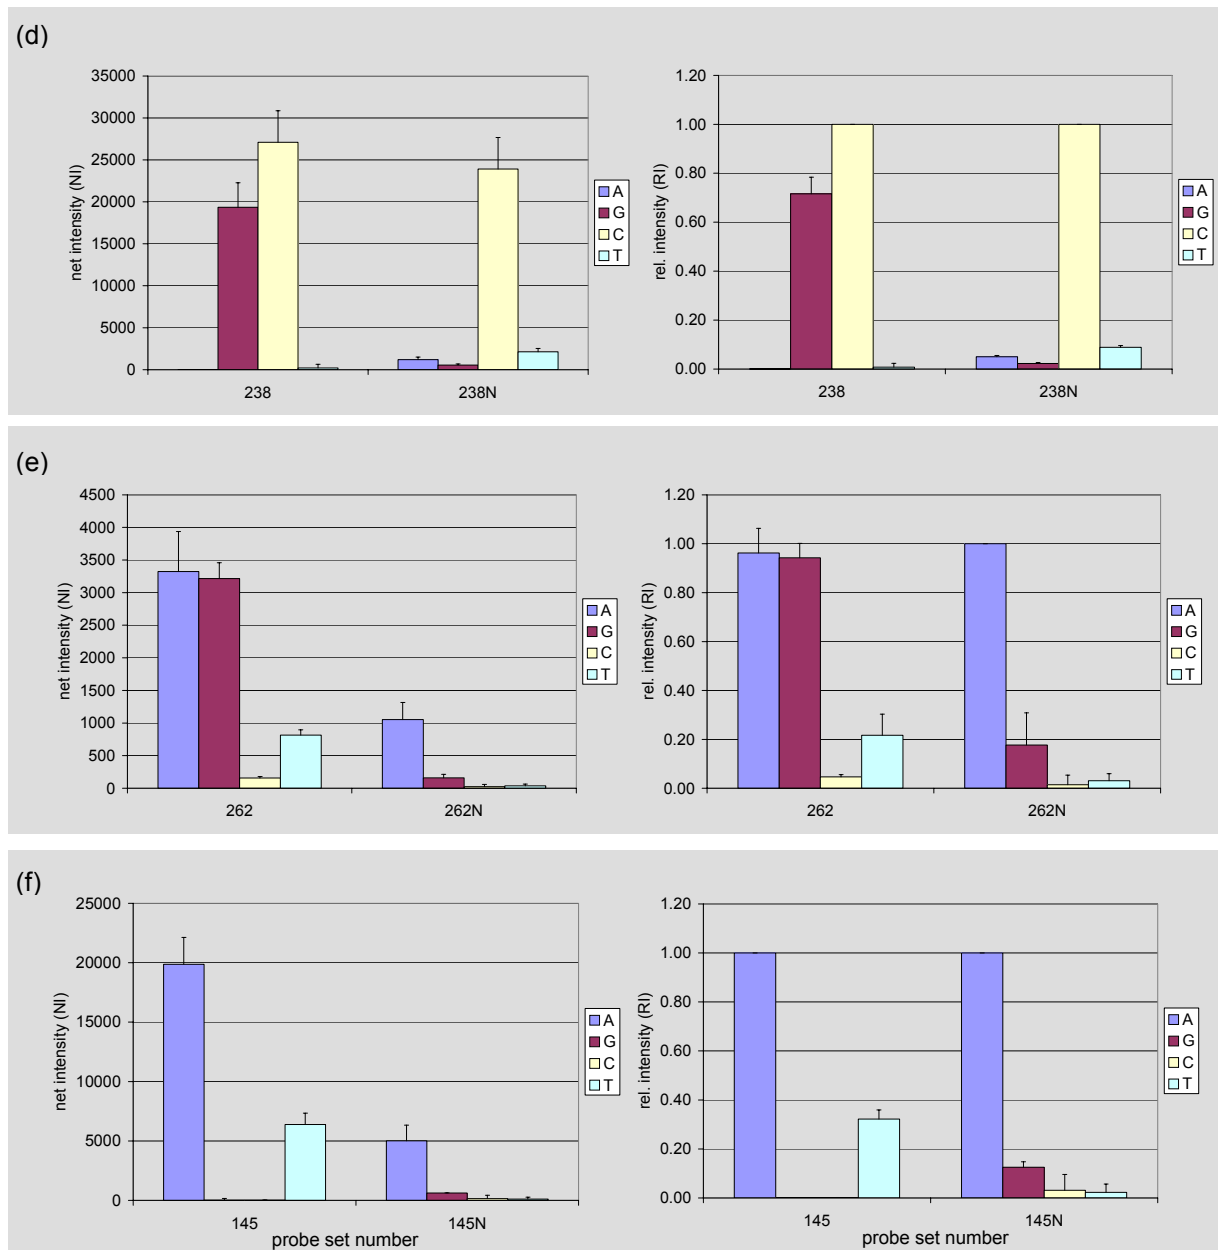 (d)
35000
30000
25000
20000
15000
10000
5000
0
net intensity (NI)
238
238N
A
G
C
T
1.20
1.00
0.80
0.60
0.40
0.20
0.00
rel. intensity (RI)
238
238N
A
G
C
T
(e)
4500
4000
3500
3000
2500
2000
1500
1000
500
0
net intensity (NI)
262
262N
A
G
C
T
1.20
1.00
0.80
0.60
0.40
0.20
0.00
rel. intensity (RI)
262
262N
A
G
C
T
(f)
25000
20000
15000
10000
5000
0
net intensity (NI)
145
145N
probe set number
A
G
C
T
1.20
1.00
0.80
0.60
0.40
0.20
0.00
rel. intensity (RI)
145
145N
probe set number
A
G
C
T